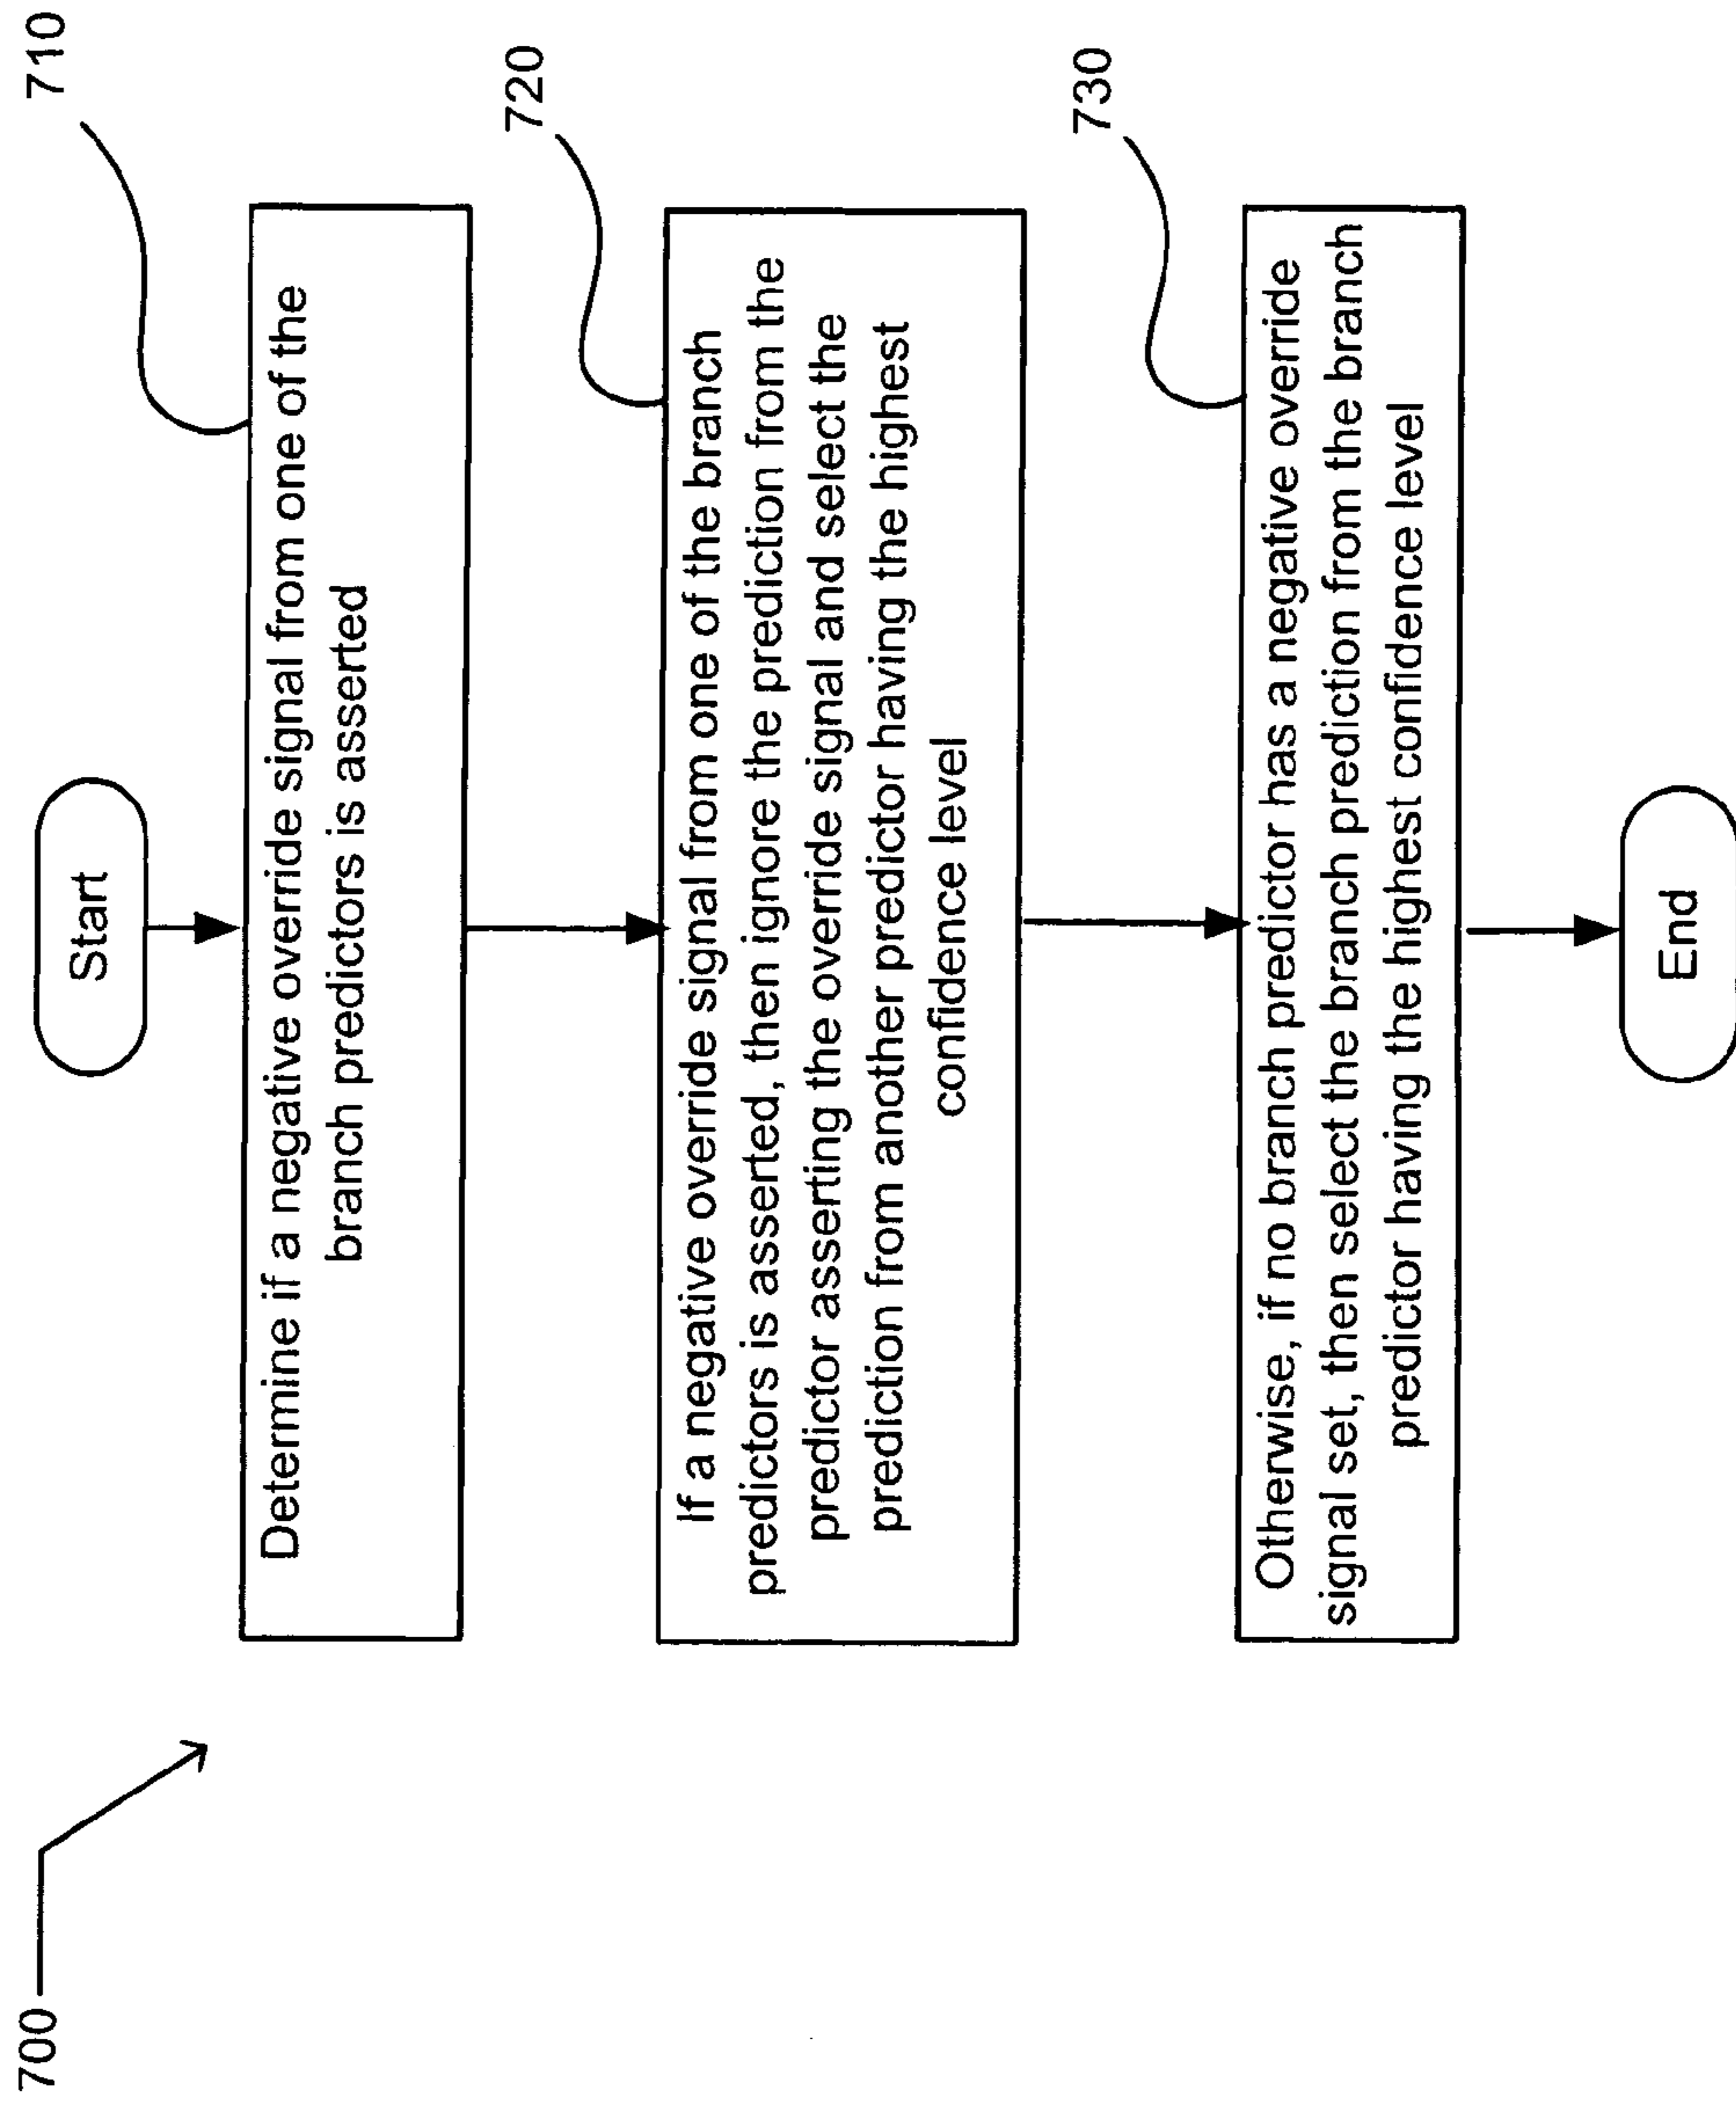 700
Start
710
Determine if a negative override signal from one of the
branch predictors is asserted
720
If a negative override signal from one of the branch
predictors is asserted, then ignore the prediction from the
predictor asserting the override signal and select the
prediction from another predictor having the highest
confidence level
730
Otherwise, if no branch predictor has a negative override
signal set, then select the branch prediction from the branch
predictor having the highest confidence level
End